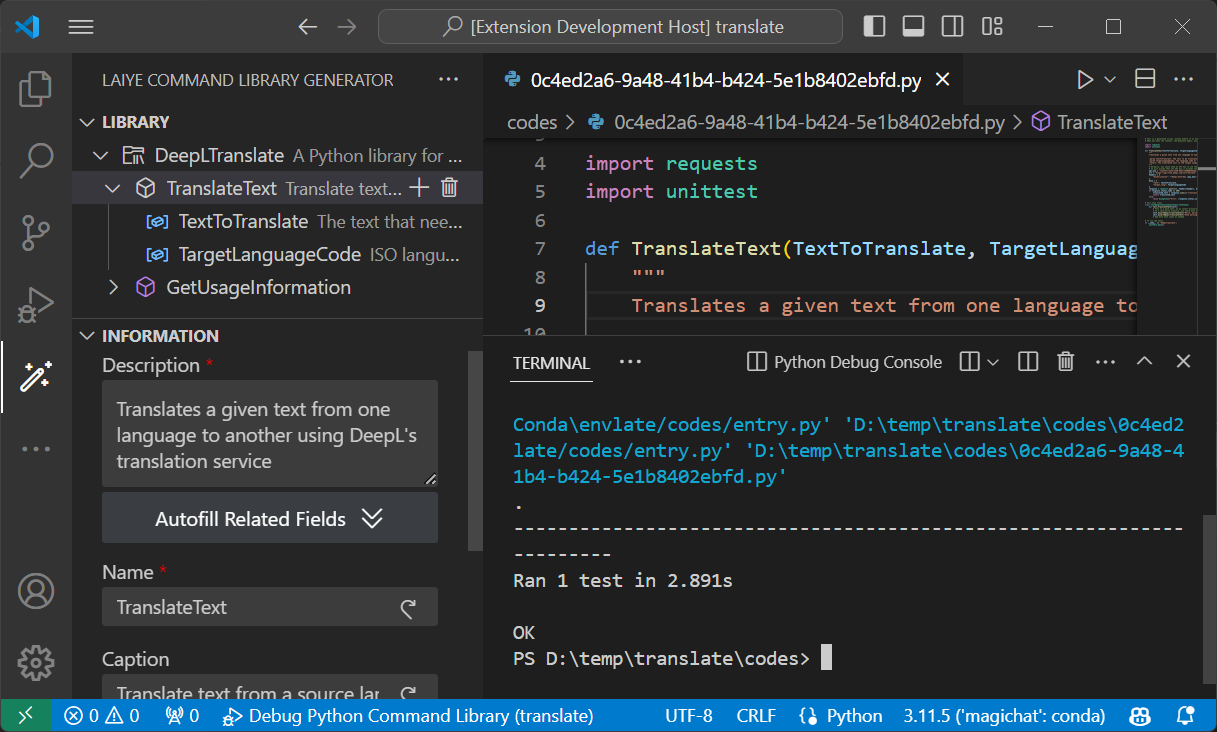 [Extension Development Host] translate
LAIYE COMMAND LIBRARY GENERATOR
LIBRARY
DeepLTranslate A Python library for ...
TranslateText Translate text...
TextToTranslate The text that nee...
TargetLanguageCode ISO langu...
GetUsageInformation
INFORMATION
Description *
Translates a given text from one
language to another using DeepL's
translation service
Autofill Related Fields
Name *
TranslateText
Caption
Translate text from a source lar
0c4ed2a6-9a48-41b4-b424-5e1b8402ebfd.py
codes > 0c4ed2a6-9a48-41b4-b424-5e1b8402ebfd.py > TranslateText
4 import requests
5 import unittest
6
7 def TranslateText(TextToTranslate, TargetLanguag
8 """
9 Translates a given text from one language to
10
TERMINAL
Python Debug Console
Conda\envlate/codes/entry.py' 'D:\temp\translate\codes\0c4ed2
late/codes/entry.py' 'D:\temp\translate\codes\0c4ed2a6-9a48-4
1b4-b424-5e1b8402ebfd.py'
.
----------------------------------------------------------------------
Ran 1 test in 2.891s
OK
PS D:\temp\translate\codes>
0 0 0 Debug Python Command Library (translate) UTF-8 CRLF Python 3.11.5 ('magichat': conda)